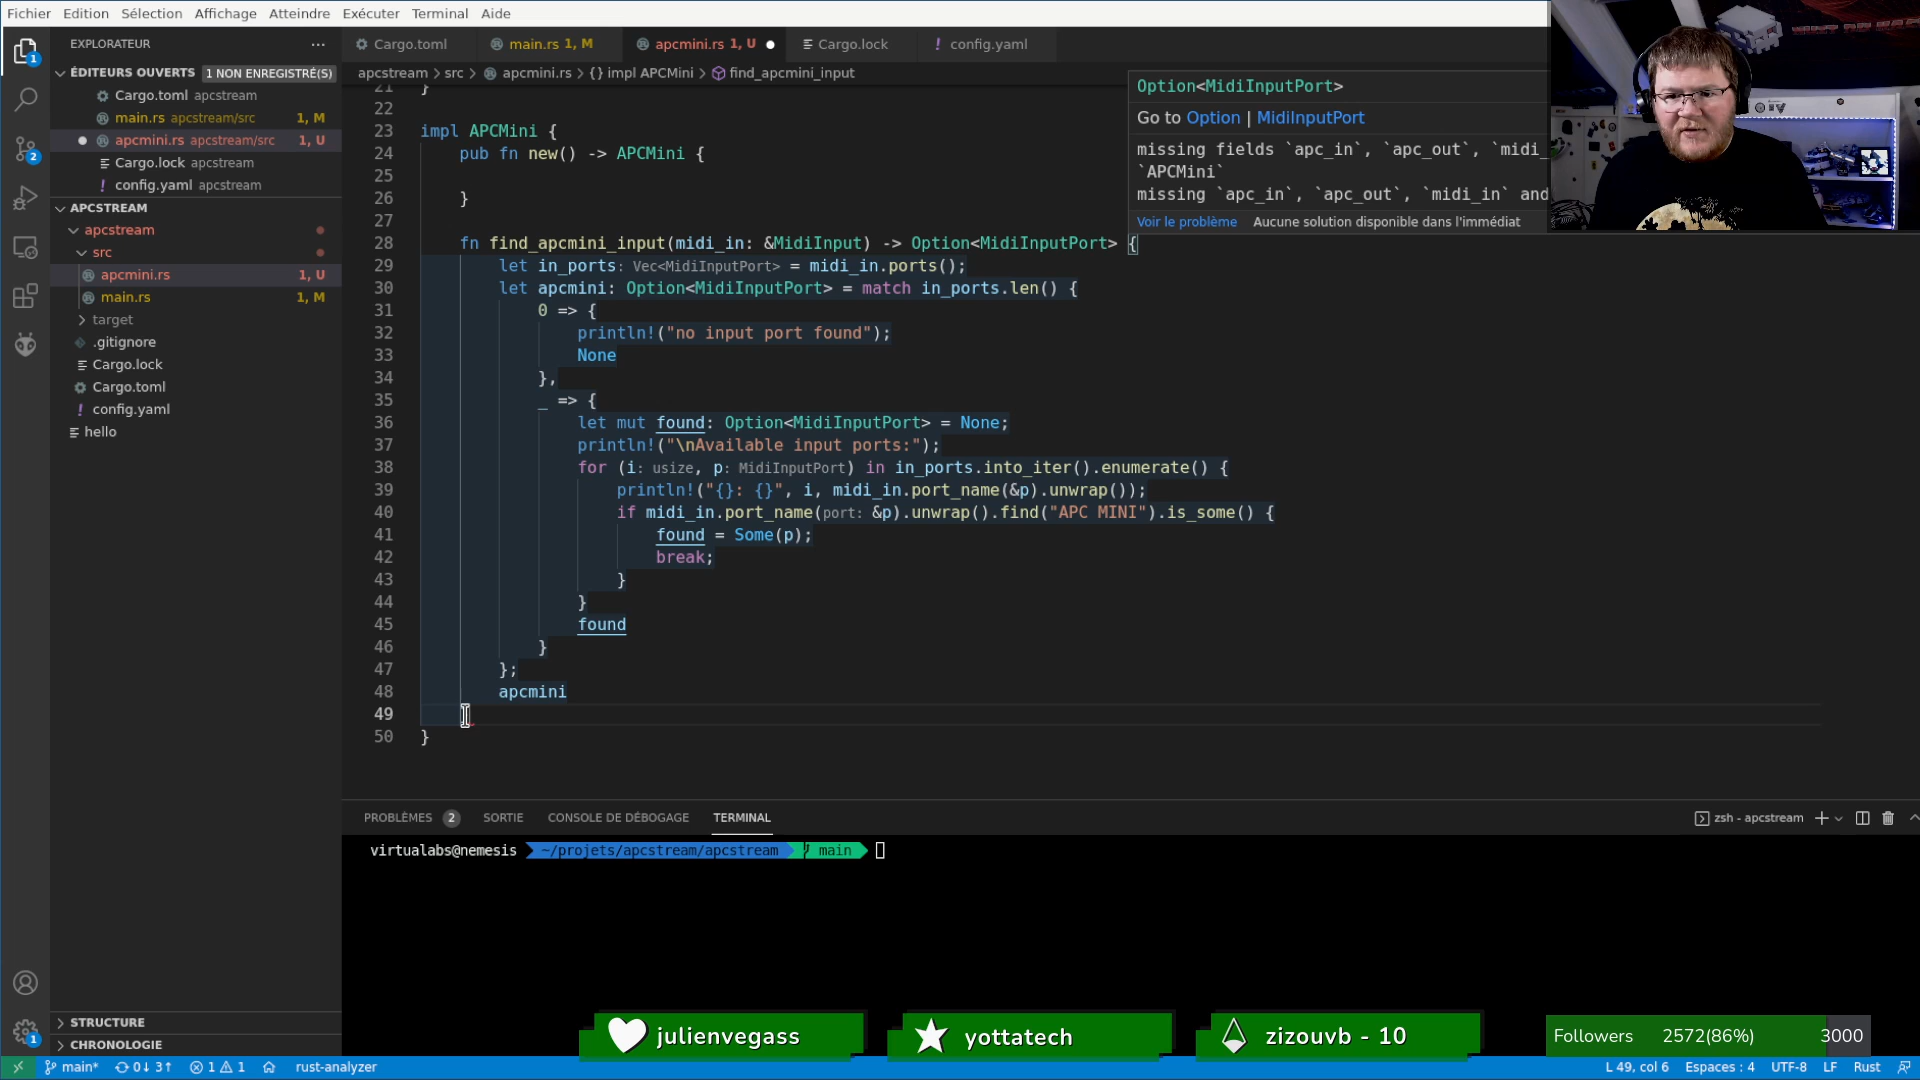 Fichier Edition Sélection Affichage Atteindre Exécuter Terminal Aide
EXPLORATEUR ...
ÉDITEURS OUVERTS 1 NON ENREGISTRÉ(S)
Cargo.toml apcstream
main.rs apcstream/src 1, M
apcmini.rs apcstream/src 1, U
Cargo.lock apcstream
config.yaml apcstream
APCSTREAM
apcstream
src
apcmini.rs 1, U
main.rs 1, M
target
.gitignore
Cargo.lock
Cargo.toml
config.yaml
hello
STRUCTURE
CHRONOLOGIE
1
2
1
Cargo.toml main.rs 1, M apcmini.rs 1, U Cargo.lock config.yaml
apcstream > src > apcmini.rs > {} impl APCMini > find_apcmini_input
21 }
22
23 impl APCMini {
24 pub fn new() -> APCMini {
25
26 }
27
28 fn find_apcmini_input(midi_in: &MidiInput) -> Option<MidiInputPort> {
29 let in_ports: Vec<MidiInputPort> = midi_in.ports();
30 let apcmini: Option<MidiInputPort> = match in_ports.len() {
31 0 => {
32 println!("no input port found");
33 None
34 },
35 _ => {
36 let mut found: Option<MidiInputPort> = None;
37 println!("\nAvailable input ports:");
38 for (i: usize, p: MidiInputPort) in in_ports.into_iter().enumerate() {
39 println!("{}: {}", i, midi_in.port_name(&p).unwrap());
40 if midi_in.port_name(port: &p).unwrap().find("APC MINI").is_some() {
41 found = Some(p);
42 break;
43 }
44 }
45 found
46 }
47 };
48 apcmini
49 }
50 }
Option<MidiInputPort>
Go to Option | MidiInputPort
missing fields `apc_in`, `apc_out`, `midi_
`APCMini`
missing `apc_in`, `apc_out`, `midi_in` and
Voir le problème Aucune solution disponible dans l'immédiat
PROBLÈMES 2 SORTIE CONSOLE DE DÉBOGAGE TERMINAL zsh - apcstream
virtualabs@nemesis ~/projets/apcstream/apcstream main
julienvegass yottatech zizouvb - 10 Followers 2572(86%) 3000
main* 0↓ 3↑ 1 1 rust-analyzer L 49, col 6 Espaces : 4 UTF-8 LF Rust